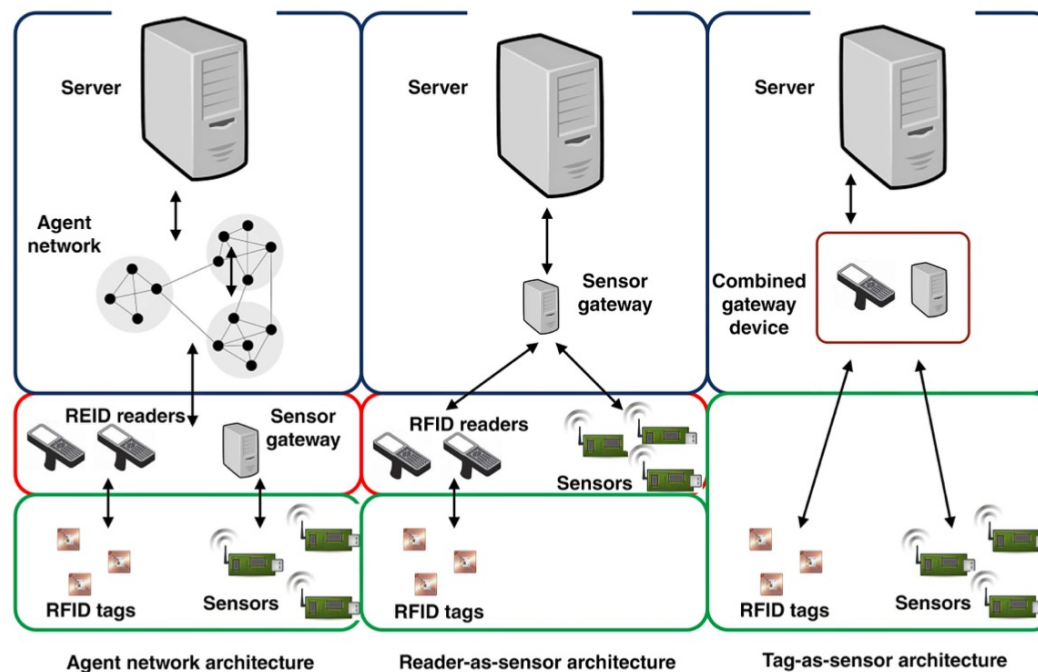 Server
Agent
network
REID readers
Sensor
gateway
RFID tags
Sensors
Agent network architecture
Server
Sensor
gateway
RFID readers
Sensors
RFID tags
Reader-as-sensor architecture
Server
Combined
gateway
device
RFID tags
Sensors
Tag-as-sensor architecture